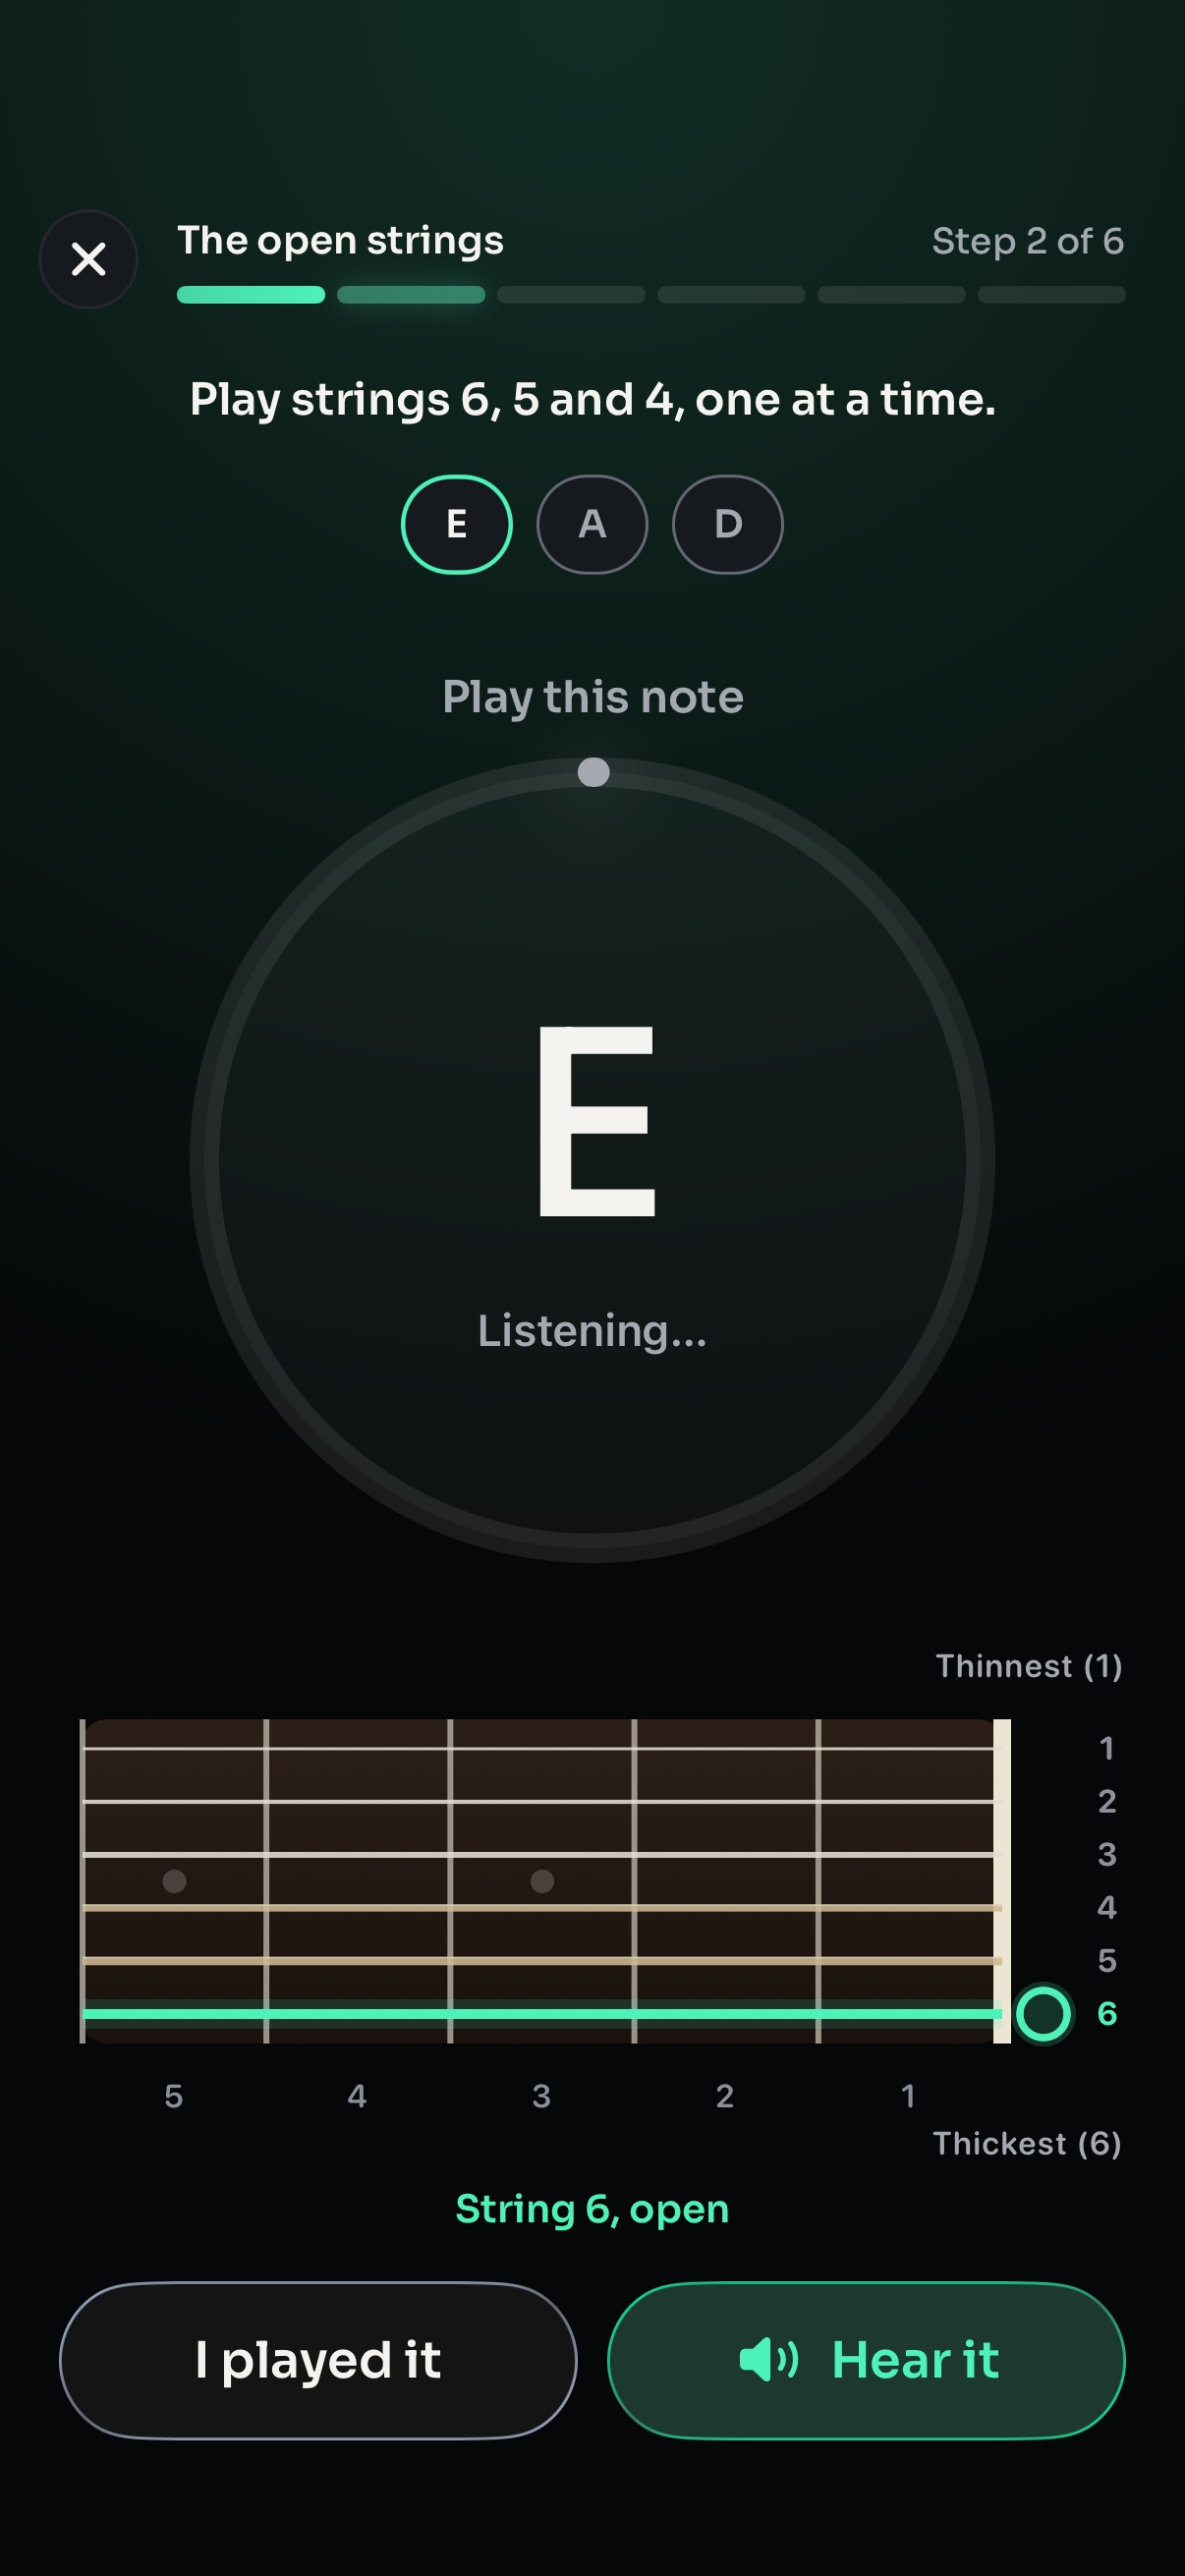 The open strings
Step 2 of 6
Play strings 6, 5 and 4, one at a time.
E A D
Play this note
E
Listening...
Thinnest (1)
1
2
3
4
5
6
5 4 3 2 1
Thickest (6)
String 6, open
I played it
Hear it